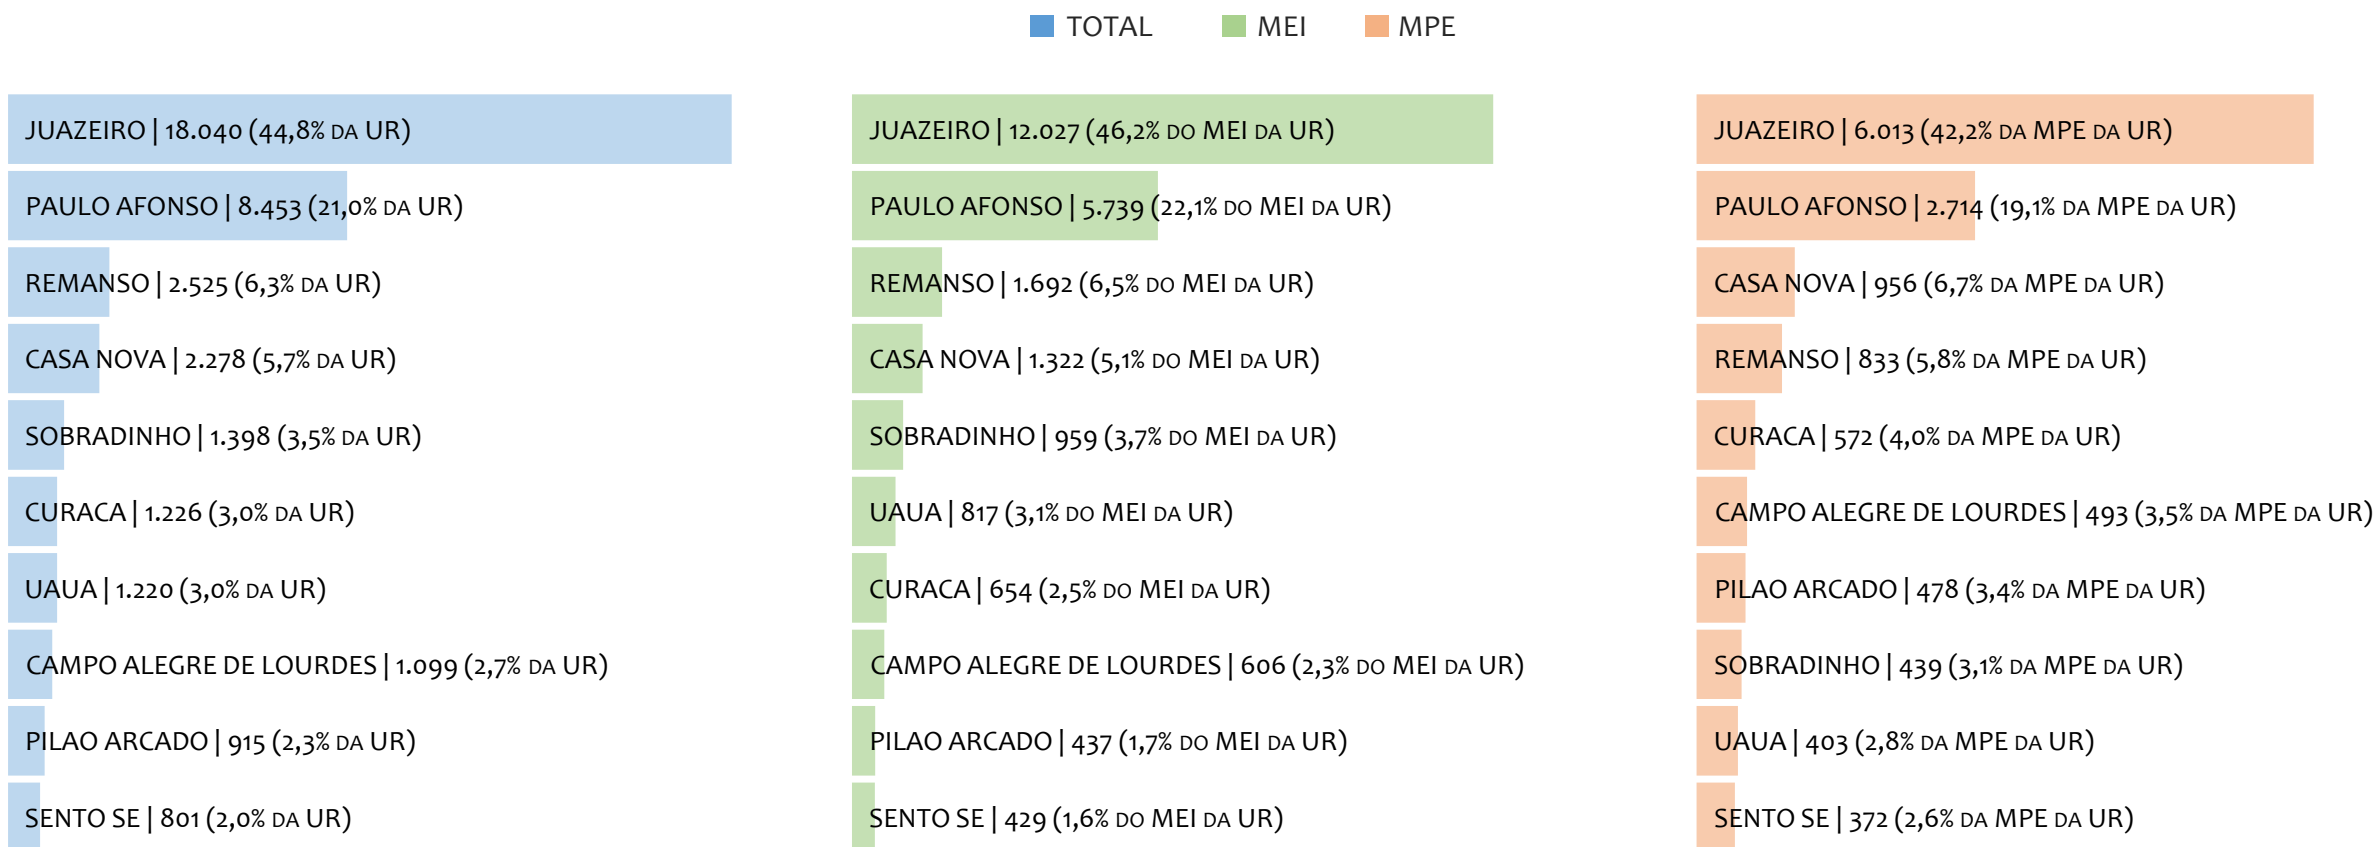 TOTAL MEI MPE
JUAZEIRO | 18.040 (44,8% DA UR)
PAULO AFONSO | 8.453 (21,0% DA UR)
REMANSO | 2.525 (6,3% DA UR)
CASA NOVA | 2.278 (5,7% DA UR)
SOBRADINHO | 1.398 (3,5% DA UR)
CURACA | 1.226 (3,0% DA UR)
UAUA | 1.220 (3,0% DA UR)
CAMPO ALEGRE DE LOURDES | 1.099 (2,7% DA UR)
PILAO ARCADO | 915 (2,3% DA UR)
SENTO SE | 801 (2,0% DA UR)
JUAZEIRO | 12.027 (46,2% DO MEI DA UR)
PAULO AFONSO | 5.739 (22,1% DO MEI DA UR)
REMANSO | 1.692 (6,5% DO MEI DA UR)
CASA NOVA | 1.322 (5,1% DO MEI DA UR)
SOBRADINHO | 959 (3,7% DO MEI DA UR)
UAUA | 817 (3,1% DO MEI DA UR)
CURACA | 654 (2,5% DO MEI DA UR)
CAMPO ALEGRE DE LOURDES | 606 (2,3% DO MEI DA UR)
PILAO ARCADO | 437 (1,7% DO MEI DA UR)
SENTO SE | 429 (1,6% DO MEI DA UR)
JUAZEIRO | 6.013 (42,2% DA MPE DA UR)
PAULO AFONSO | 2.714 (19,1% DA MPE DA UR)
CASA NOVA | 956 (6,7% DA MPE DA UR)
REMANSO | 833 (5,8% DA MPE DA UR)
CURACA | 572 (4,0% DA MPE DA UR)
CAMPO ALEGRE DE LOURDES | 493 (3,5% DA MPE DA UR)
PILAO ARCADO | 478 (3,4% DA MPE DA UR)
SOBRADINHO | 439 (3,1% DA MPE DA UR)
UAUA | 403 (2,8% DA MPE DA UR)
SENTO SE | 372 (2,6% DA MPE DA UR)